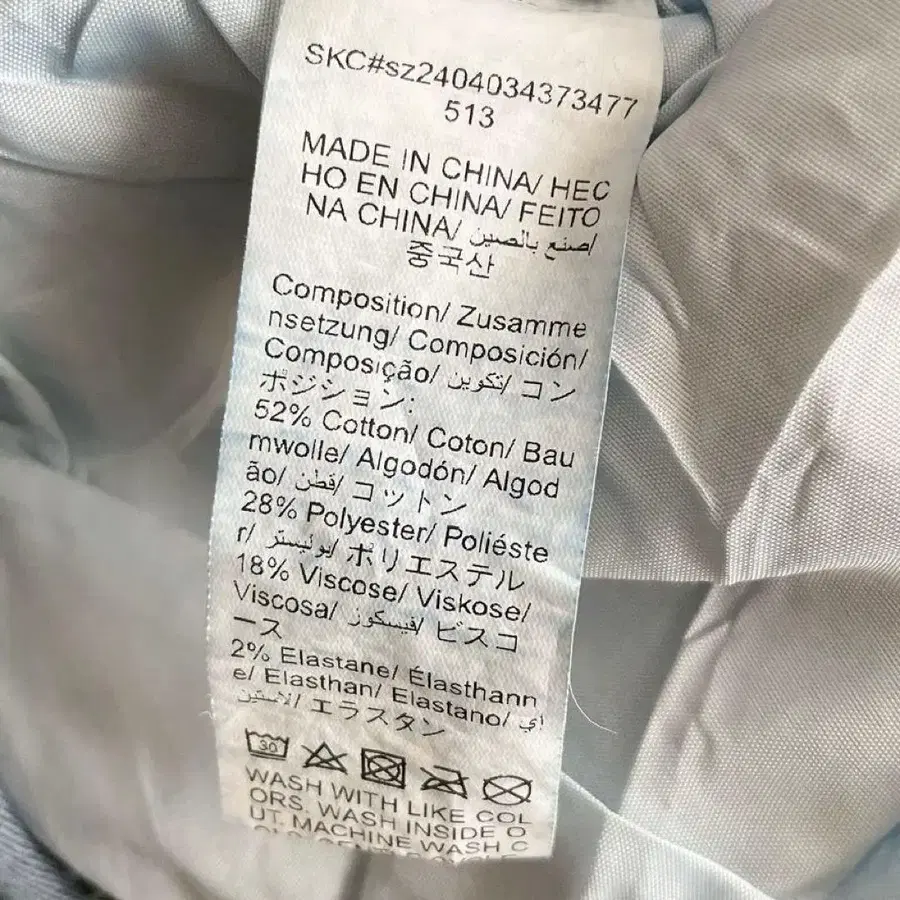 SKC#sz2404034373477
513
MADE IN CHINA/ HEC
HO EN CHINA/ FEITO
NA CHINA/ صنع بالصين/
중국산
Composition/ Zusamme
nsetzung/ Composición/
Composição/ تكوين/ コン
ポジション:
52% Cotton/ Coton/ Bau
mwolle/ Algodón/ Algod
ão/ قطن/ コットン
28% Polyester/ Poliéste
r/ بوليستر/ ポリエステル
18% Viscose/ Viskose/
Viscosa/ فيسكوز/ ビスコ
ース
2% Elastane/ Élasthann
e/ Elasthan/ Elastano/ اي
لاستين/ エラスタン
30
WASH WITH LIKE COL
ORS. WASH INSIDE O
UT. MACHINE WASH C